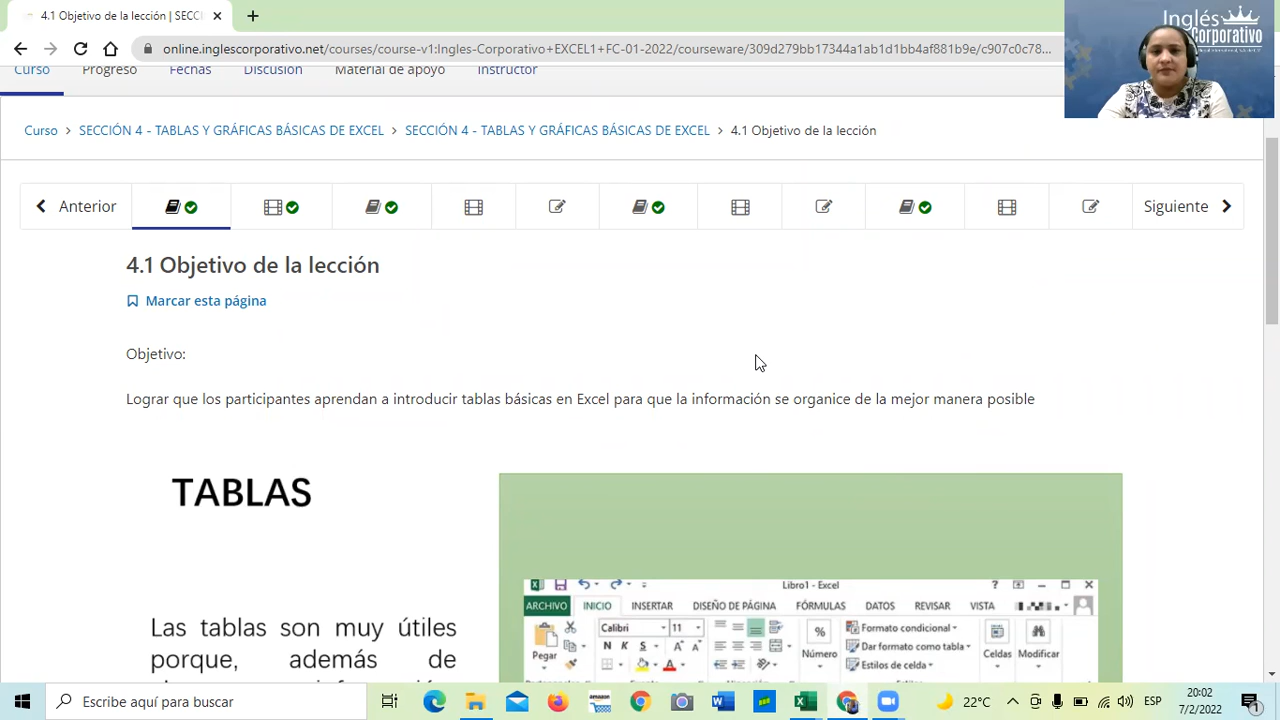 4.1 Objetivo de la lección | SECCI
online.inglescorporativo.net/courses/course-v1:Ingles-Corporativo+EXCEL1+FC-01-2022/courseware/309d279bb17344a1ab1d1bb4af881b9e/c907c0c78...
Inglés
Corporativo
Curso Progreso Fechas Discusión Material de apoyo Instructor
Curso > SECCIÓN 4 - TABLAS Y GRÁFICAS BÁSICAS DE EXCEL > SECCIÓN 4 - TABLAS Y GRÁFICAS BÁSICAS DE EXCEL > 4.1 Objetivo de la lección
Anterior Siguiente
4.1 Objetivo de la lección
Marcar esta página
Objetivo:
Lograr que los participantes aprendan a introducir tablas básicas en Excel para que la información se organice de la mejor manera posible
TABLAS
Las tablas son muy útiles
porque, además de
Libro1 - Excel
ARCHIVO INICIO INSERTAR DISEÑO DE PÁGINA FÓRMULAS DATOS REVISAR VISTA
Calibri 11
Pegar
N K S
Número
Formato condicional
Dar formato como tabla
Estilos de celda
Celdas Modificar
Escribe aquí para buscar
amazon
22°C ESP
20:02
7/2/2022